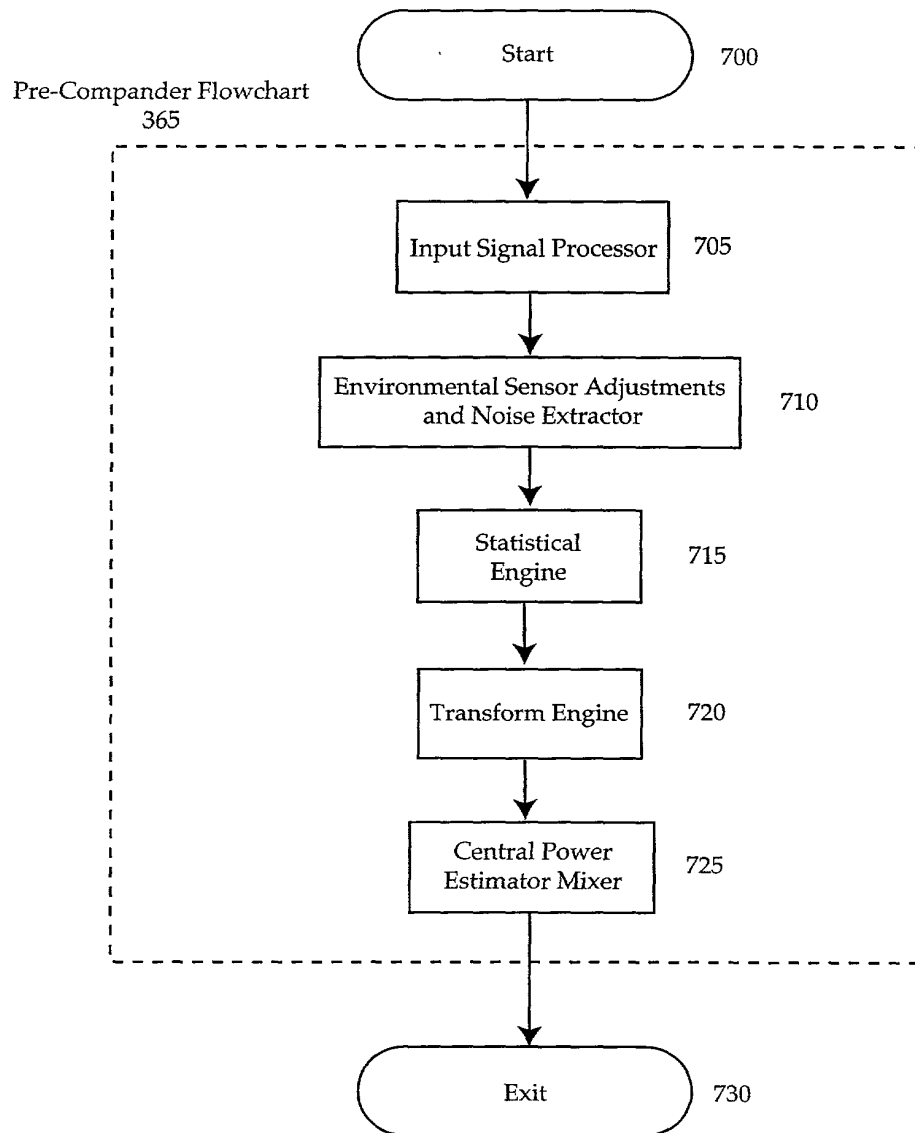 Start
700
Pre-Compander Flowchart
365
Input Signal Processor
705
Environmental Sensor Adjustments
and Noise Extractor
710
Statistical
Engine
715
Transform Engine
720
Central Power
Estimator Mixer
725
Exit
730